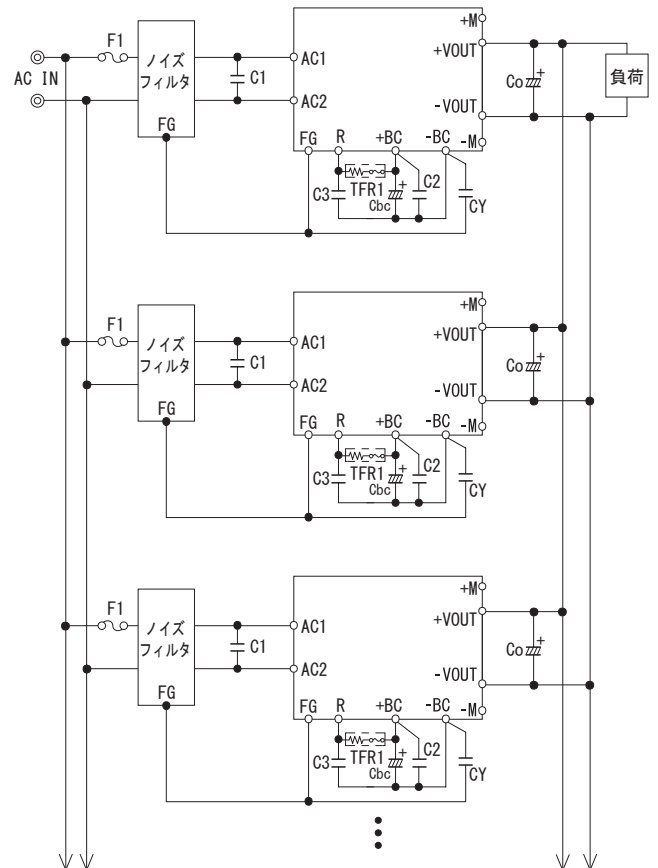 F1
ノイズ
フィルタ
FG
AC IN
C1
AC1
AC2
+M
+VOUT
-VOUT
-M
FG
R
+BC
-BC
TFR1
C3
Cbc
+
C2
CY
Co
+
負荷
F1
ノイズ
フィルタ
FG
C1
AC1
AC2
+M
+VOUT
-VOUT
-M
FG
R
+BC
-BC
TFR1
C3
Cbc
+
C2
CY
Co
+
F1
ノイズ
フィルタ
FG
C1
AC1
AC2
+M
+VOUT
-VOUT
-M
FG
R
+BC
-BC
TFR1
C3
Cbc
+
C2
CY
Co
+